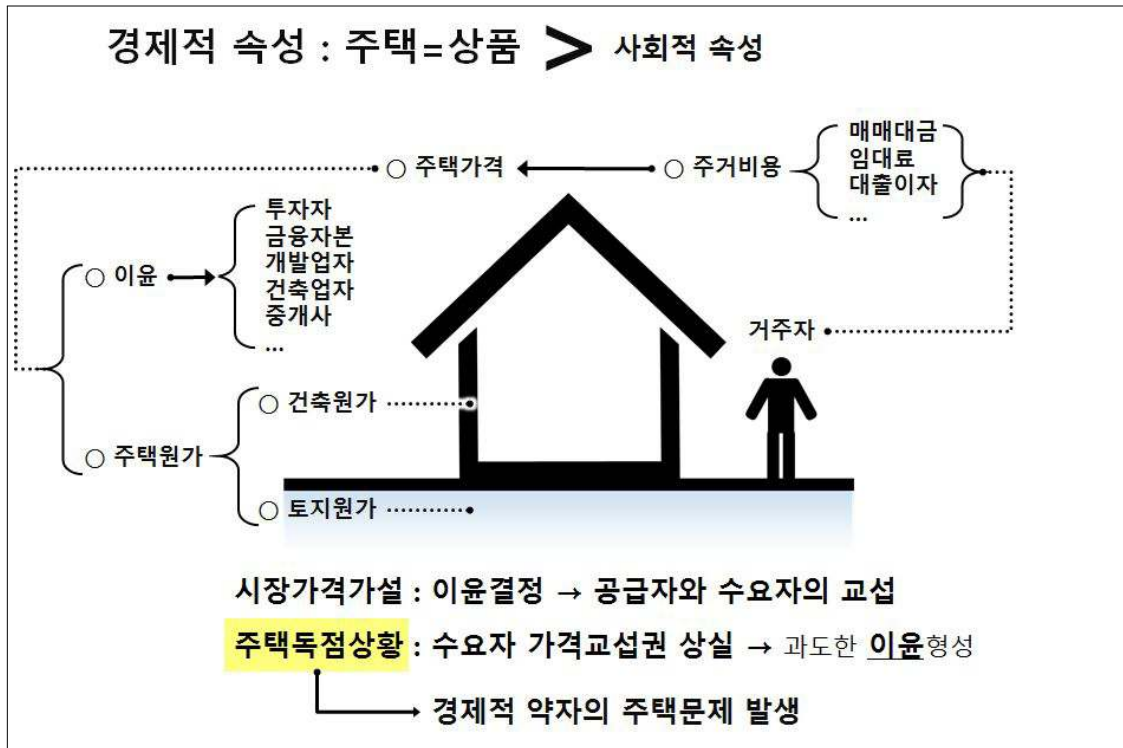 경제적 속성 : 주택=상품 > 사회적 속성
○ 주택가격
○ 주거비용
매매대금
임대료
대출이자
...
○ 이윤
투자자
금융자본
개발업자
건축업자
중개사
...
거주자
○ 주택원가
○ 건축원가
○ 토지원가
시장가격가설 : 이윤결정 → 공급자와 수요자의 교섭
주택독점상황 : 수요자 가격교섭권 상실 → 과도한 이윤형성
경제적 약자의 주택문제 발생